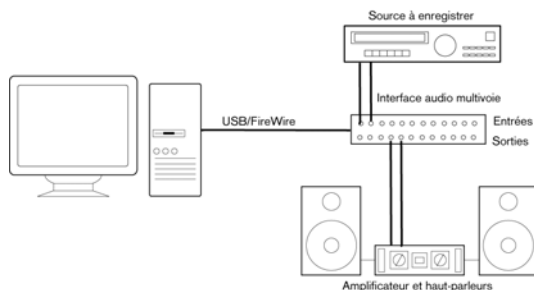 Source à enregistrer
Interface audio multivoie
USB/FireWire
Entrées
Sorties
Amplificateur et haut-parleurs